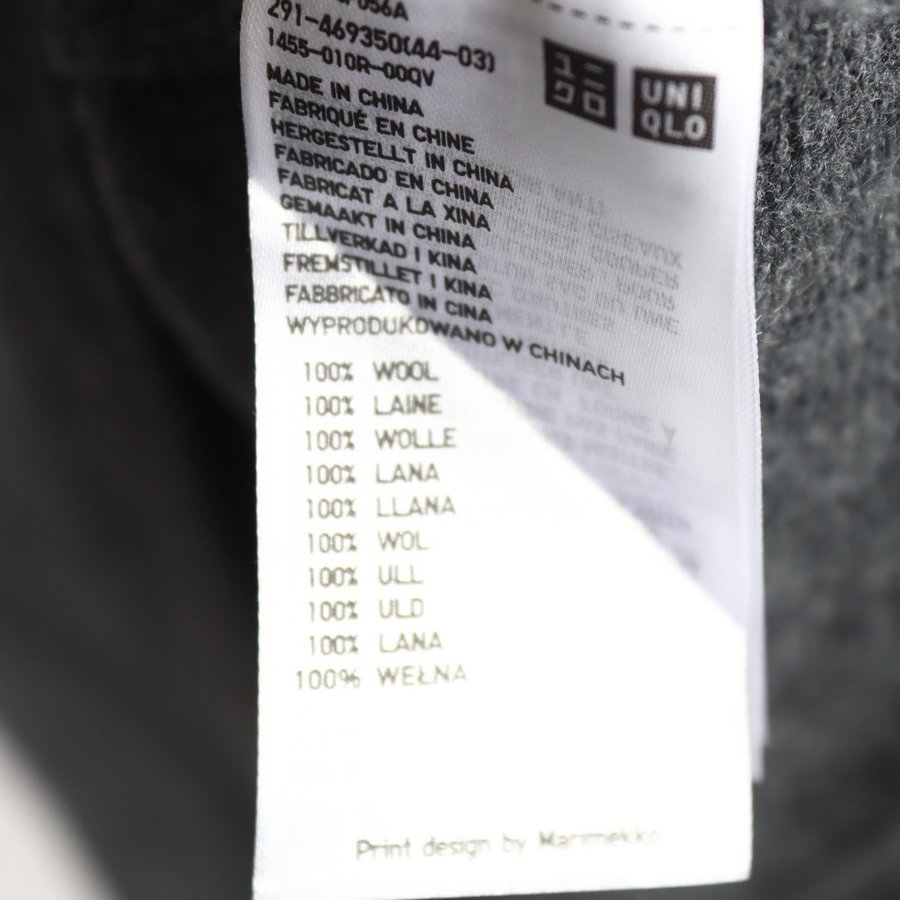 291-469350(44-03)
1455-010R-00QV
ユニ
クロ
UNI
QLO
MADE IN CHINA
FABRIQUÉ EN CHINE
HERGESTELLT IN CHINA
FABRICADO EN CHINA
FABRICAT A LA XINA
GEMAAKT IN CHINA
TILLVERKAD I KINA
FREMSTILLET I KINA
FABBRICATO IN CINA
WYPRODUKOWANO W CHINACH
100% WOOL
100% LAINE
100% WOLLE
100% LANA
100% LLANA
100% WOL
100% ULL
100% ULD
100% LANA
100% WEŁNA
Print design by Marimekko